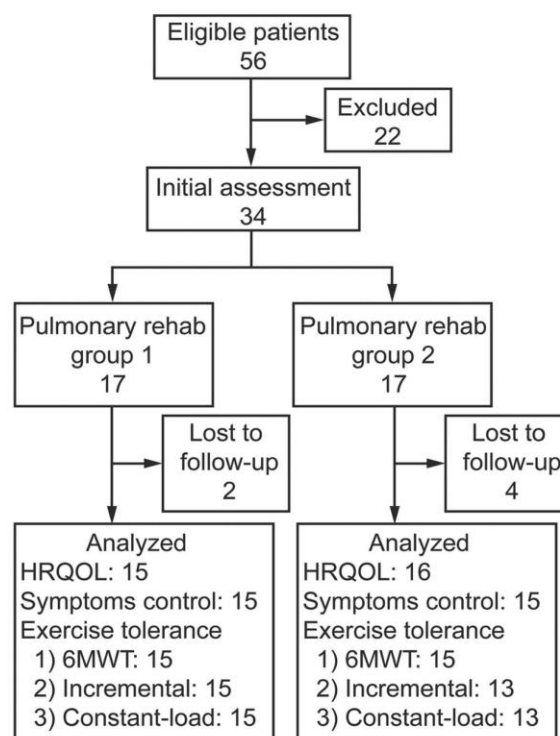 Eligible patients
56
Excluded
22
Initial assessment
34
Pulmonary rehab
group 1
17
Pulmonary rehab
group 2
17
Lost to
follow-up
2
Lost to
follow-up
4
Analyzed
HRQOL: 15
Symptoms control: 15
Exercise tolerance
1) 6MWT: 15
2) Incremental: 15
3) Constant-load: 15
Analyzed
HRQOL: 16
Symptoms control: 15
Exercise tolerance
1) 6MWT: 15
2) Incremental: 13
3) Constant-load: 13